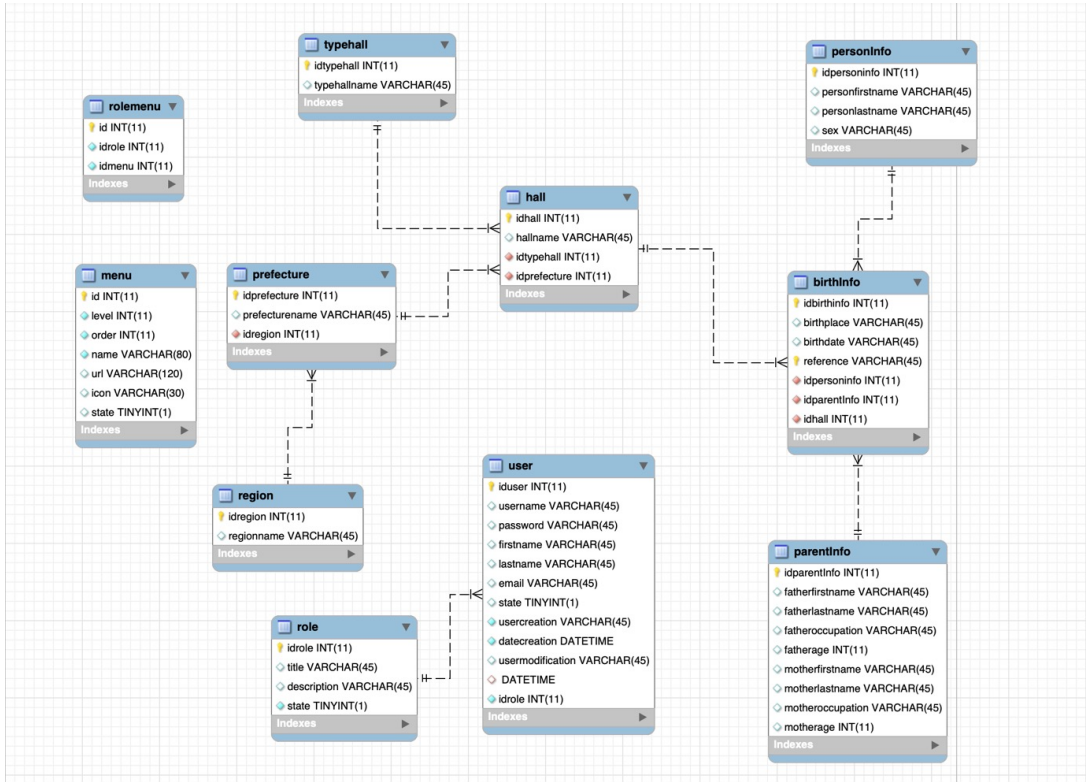 typehall
idtypehall INT(11)
typehallname VARCHAR(45)
Indexes
personInfo
idpersoninfo INT(11)
personfirstname VARCHAR(45)
personlastname VARCHAR(45)
sex VARCHAR(45)
Indexes
rolemenu
id INT(11)
idrole INT(11)
idmenu INT(11)
Indexes
hall
idhall INT(11)
hallname VARCHAR(45)
idtypehall INT(11)
idprefecture INT(11)
Indexes
menu
id INT(11)
level INT(11)
order INT(11)
name VARCHAR(80)
url VARCHAR(120)
icon VARCHAR(30)
state TINYINT(1)
Indexes
prefecture
idprefecture INT(11)
prefecturename VARCHAR(45)
idregion INT(11)
Indexes
birthInfo
idbirthinfo INT(11)
birthplace VARCHAR(45)
birthdate VARCHAR(45)
reference VARCHAR(45)
idpersoninfo INT(11)
idparentInfo INT(11)
idhall INT(11)
Indexes
region
idregion INT(11)
regionname VARCHAR(45)
Indexes
user
iduser INT(11)
username VARCHAR(45)
password VARCHAR(45)
firstname VARCHAR(45)
lastname VARCHAR(45)
email VARCHAR(45)
state TINYINT(1)
usercreation VARCHAR(45)
datecreation DATETIME
usermodification VARCHAR(45)
DATETIME
idrole INT(11)
Indexes
parentInfo
idparentInfo INT(11)
fatherfirstname VARCHAR(45)
fatherlastname VARCHAR(45)
fatheroccupation VARCHAR(45)
fatherage INT(11)
motherfirstname VARCHAR(45)
motherlastname VARCHAR(45)
motheroccupation VARCHAR(45)
motherage INT(11)
Indexes
role
idrole INT(11)
title VARCHAR(45)
description VARCHAR(45)
state TINYINT(1)
Indexes